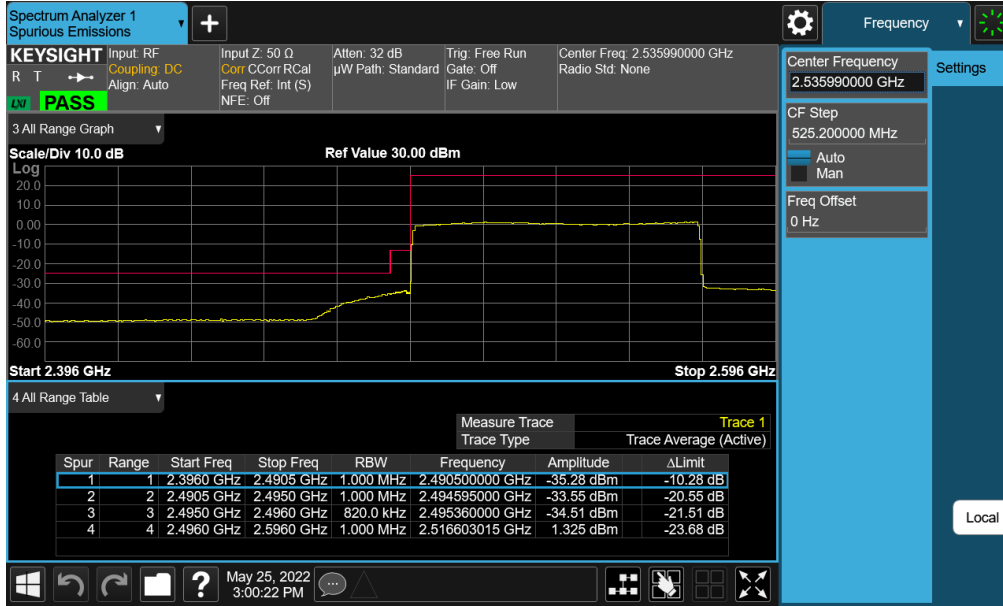 Spectrum Analyzer 1
Spurious Emissions
Frequency
KEYSIGHT
R T
LXI PASS
Input: RF
Coupling: DC
Align: Auto
Input Z: 50 Ω
Corr CCorr RCal
Freq Ref: Int (S)
NFE: Off
Atten: 32 dB
µW Path: Standard
Trig: Free Run
Gate: Off
IF Gain: Low
Center Freq: 2.535990000 GHz
Radio Std: None
Center Frequency
2.535990000 GHz
Settings
CF Step
525.200000 MHz
Auto
Man
Freq Offset
0 Hz
3 All Range Graph
Scale/Div 10.0 dB
Ref Value 30.00 dBm
Log
20.0
10.0
0.00
-10.0
-20.0
-30.0
-40.0
-50.0
-60.0
Start 2.396 GHz
Stop 2.596 GHz
4 All Range Table
Measure Trace Trace 1
Trace Type Trace Average (Active)
Spur Range Start Freq Stop Freq RBW Frequency Amplitude ΔLimit
1 1 2.3960 GHz 2.4905 GHz 1.000 MHz 2.490500000 GHz -35.28 dBm -10.28 dB
2 2 2.4905 GHz 2.4950 GHz 1.000 MHz 2.494595000 GHz -33.55 dBm -20.55 dB
3 3 2.4950 GHz 2.4960 GHz 820.0 kHz 2.495360000 GHz -34.51 dBm -21.51 dB
4 4 2.4960 GHz 2.5960 GHz 1.000 MHz 2.516603015 GHz 1.325 dBm -23.68 dB
Local
?
May 25, 2022
3:00:22 PM